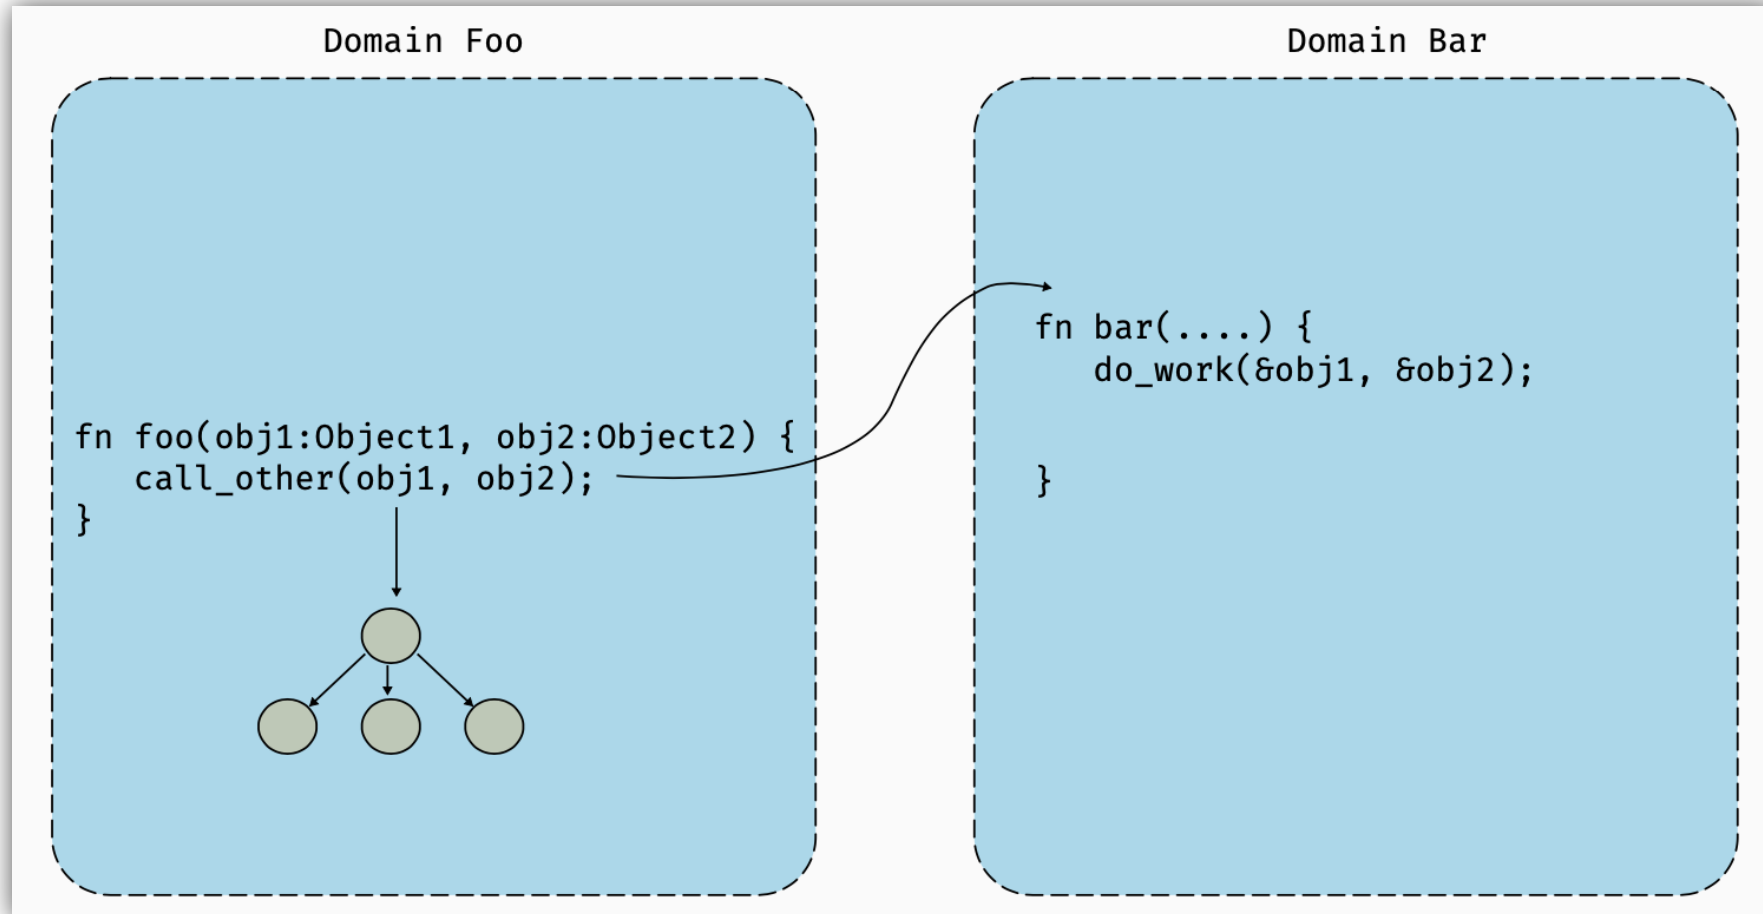 Domain Foo
Domain Bar
fn foo(obj1:Object1, obj2:Object2) {
call_other(obj1, obj2);
}
fn bar(....) {
do_work(&obj1, &obj2);
}